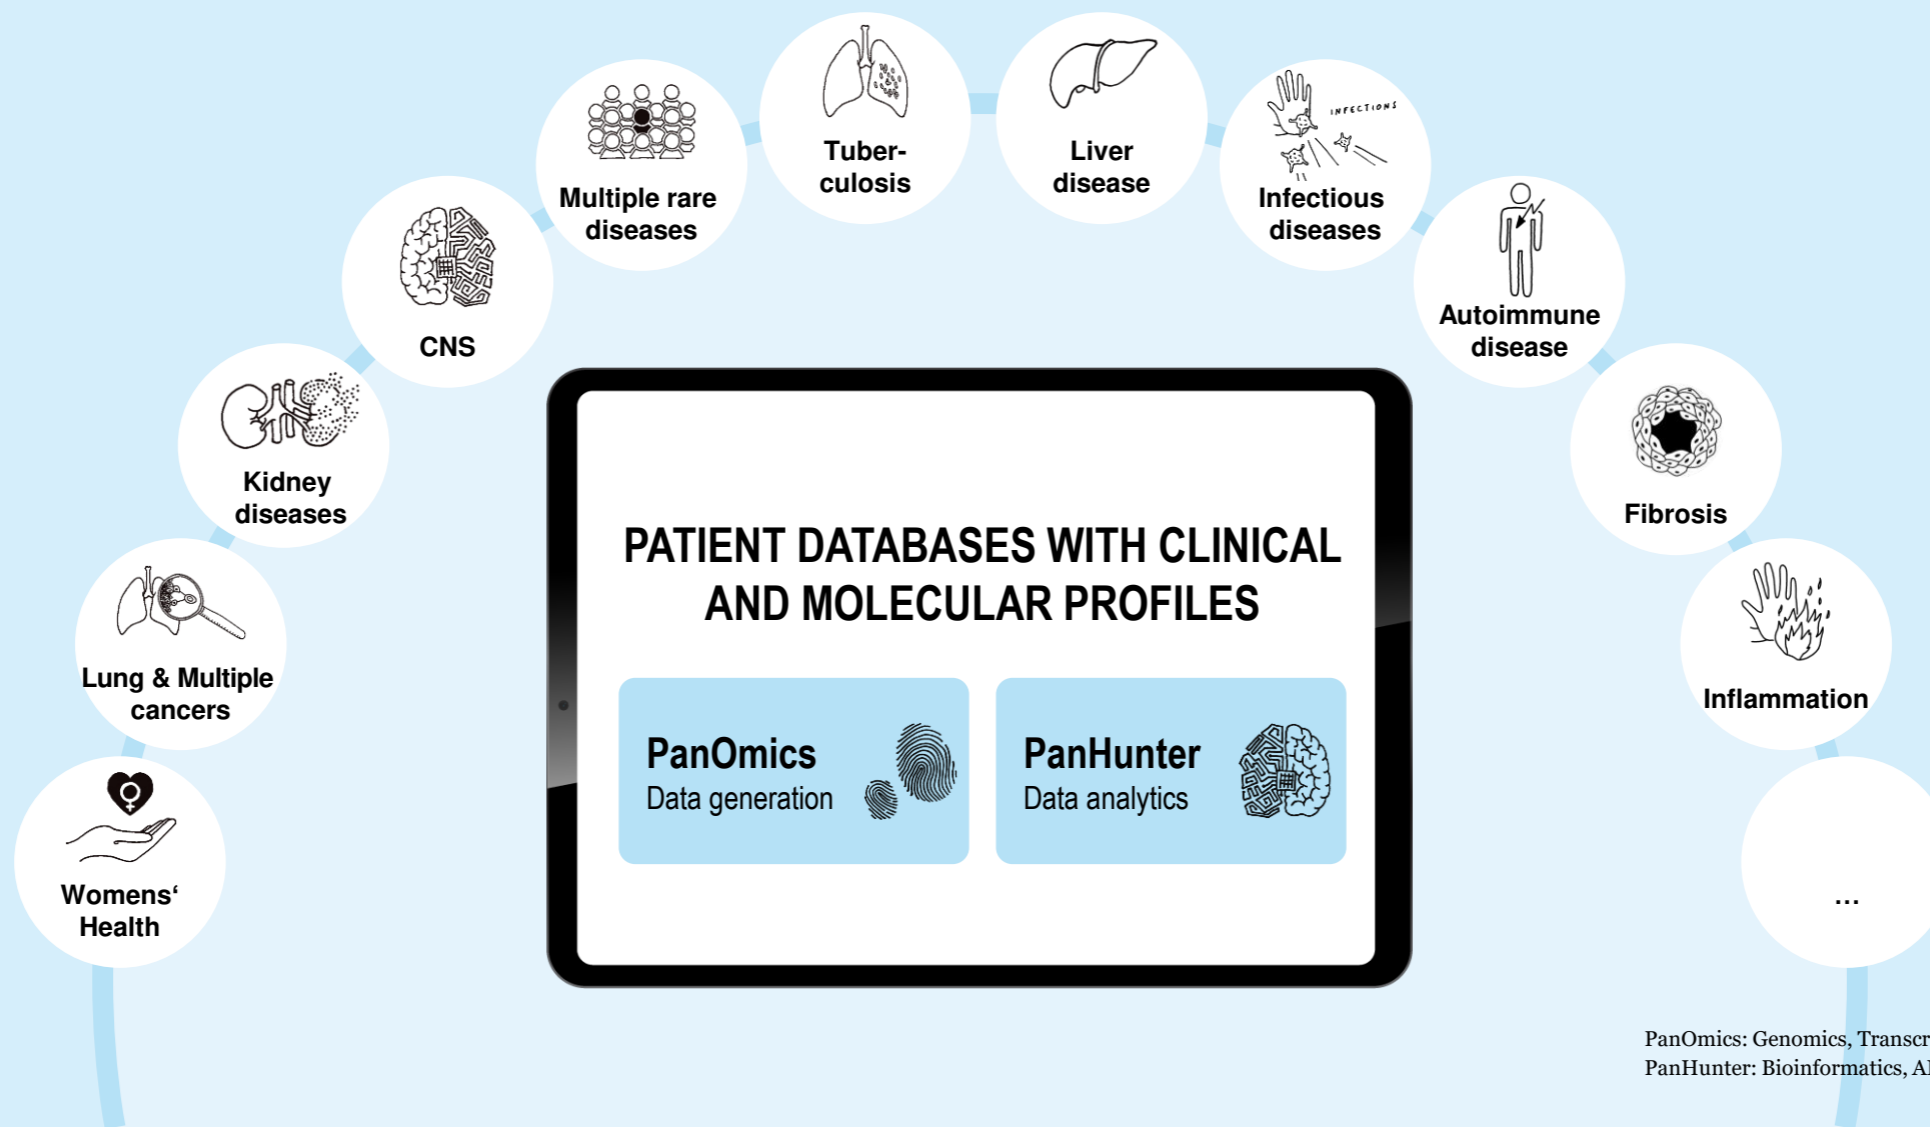 INFECTIONS
Tuber-
culosis
Liver
disease
Multiple rare
diseases
Infectious
diseases
CNS
Autoimmune
disease
Kidney
diseases
Fibrosis
Lung & Multiple
cancers
Inflammation
Womens‘
Health
...
PATIENT DATABASES WITH CLINICAL
AND MOLECULAR PROFILES
PanOmics
Data generation
PanHunter
Data analytics
PanOmics: Genomics,
PanHunter: Bioinformatics,